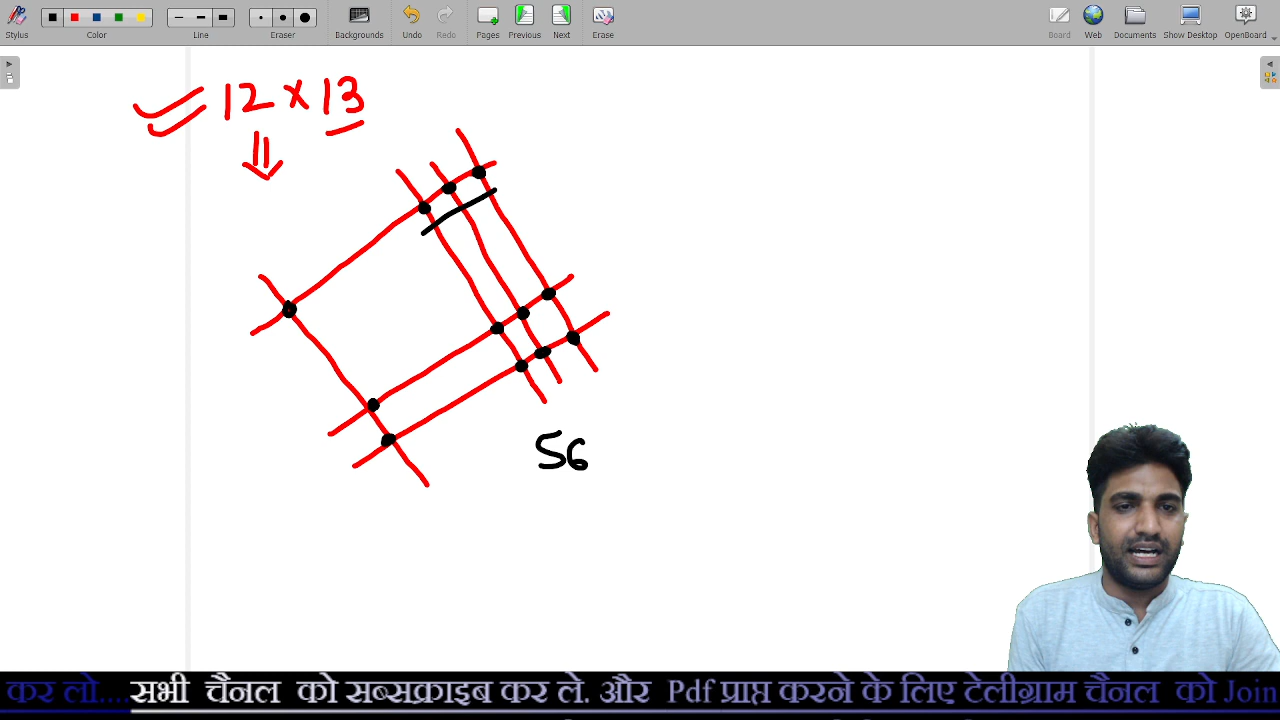 Stylus Color Line Eraser Backgrounds Undo Redo Pages Previous Next Erase Board Web Documents Show Desktop OpenBoard
12 × 13
56
कर लो.... सभी चैनल को सब्सक्राइब कर ले. और Pdf प्राप्त करने के लिए टेलीग्राम चैनल को Join